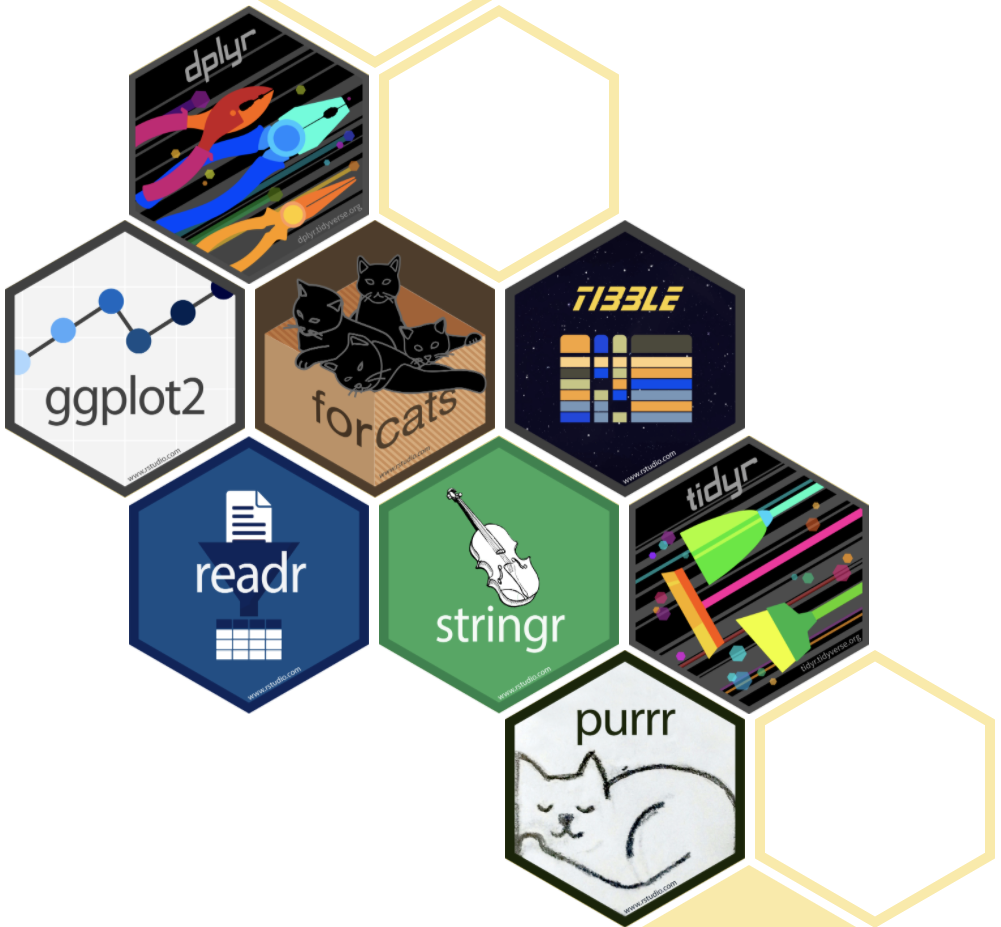 dplyr
dplyr.tidyverse.org
ggplot2
www.rstudio.com
forcats
www.rstudio.com
TIBBLE
www.rstudio.com
readr
www.rstudio.com
stringr
www.rstudio.com
tidyr
tidyr.tidyverse.org
purrr
www.rstudio.com